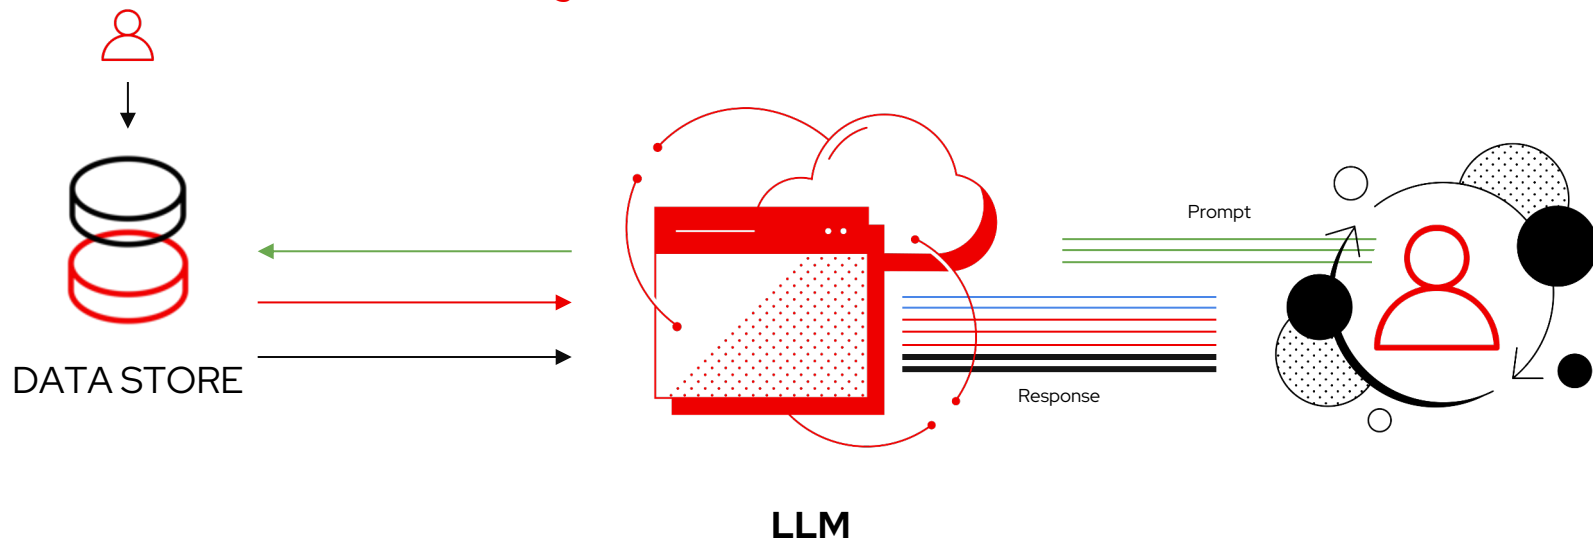 Prompt
DATA STORE
Response
LLM